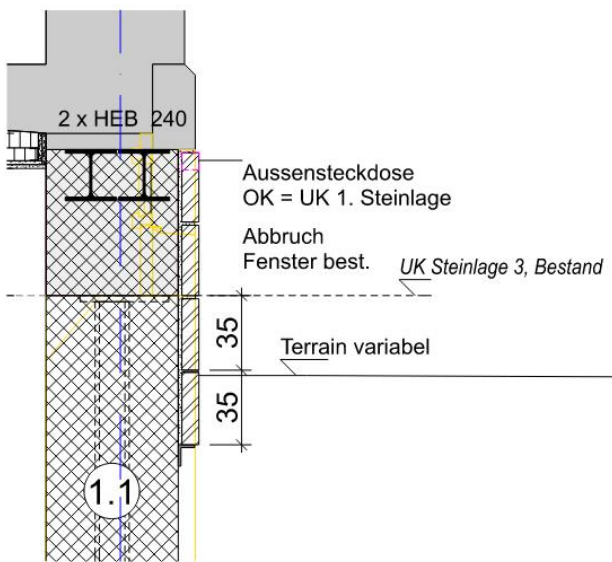 2 x HEB 240
Aussensteckdose
OK = UK 1. Steinlage
Abbruch
Fenster best.
UK Steinlage 3, Bestand
35
Terrain variabel
35
1.1